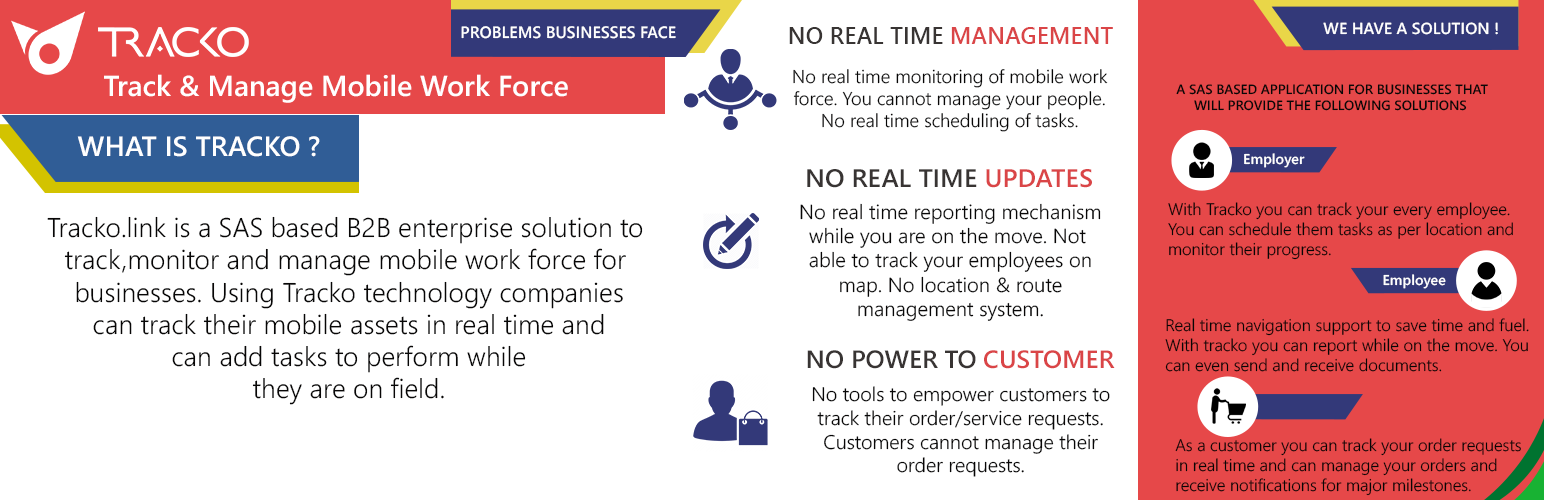 TRACKO
Track & Manage Mobile Work Force
WHAT IS TRACKO ?
Tracko.link is a SAS based B2B enterprise solution to
track,monitor and manage mobile work force for
businesses. Using Tracko technology companies
can track their mobile assets in real time and
can add tasks to perform while
they are on field.
PROBLEMS BUSINESSES FACE
NO REAL TIME MANAGEMENT
No real time monitoring of mobile work
force. You cannot manage your people.
No real time scheduling of tasks.
NO REAL TIME UPDATES
No real time reporting mechanism
while you are on the move. Not
able to track your employees on
map. No location & route
management system.
NO POWER TO CUSTOMER
No tools to empower customers to
track their order/service requests.
Customers cannot manage their
order requests.
WE HAVE A SOLUTION !
A SAS BASED APPLICATION FOR BUSINESSES THAT
WILL PROVIDE THE FOLLOWING SOLUTIONS
Employer
With Tracko you can track your every employee.
You can schedule them tasks as per location and
monitor their progress.
Employee
Real time navigation support to save time and fuel.
With tracko you can report while on the move. You
can even send and receive documents.
As a customer you can track your order requests
in real time and can manage your orders and
receive notifications for major milestones.